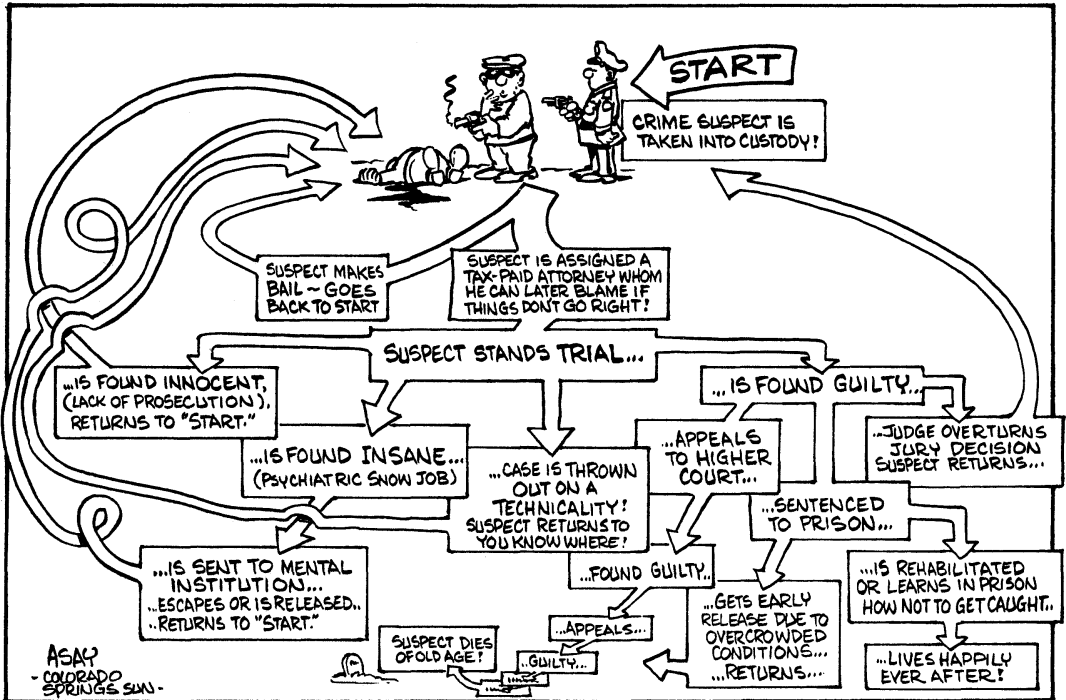 START
CRIME SUSPECT IS
TAKEN INTO CUSTODY!
SUSPECT MAKES
BAIL ~ GOES
BACK TO START
SUSPECT IS ASSIGNED A
TAX-PAID ATTORNEY WHOM
HE CAN LATER BLAME IF
THINGS DON'T GO RIGHT!
SUSPECT STANDS TRIAL...
...IS FOUND INNOCENT,
(LACK OF PROSECUTION),
RETURNS TO "START."
...IS FOUND INSANE...
(PSYCHIATRIC SNOW JOB)
...IS SENT TO MENTAL
INSTITUTION...
...ESCAPES OR IS RELEASED..
..RETURNS TO "START."
...CASE IS THROWN
OUT ON A
TECHNICALITY!
SUSPECT RETURNS TO
YOU KNOW WHERE!
...IS FOUND GUILTY...
...APPEALS
TO HIGHER
COURT...
...FOUND GUILTY..
...APPEALS...
..GUILTY...
SUSPECT DIES
OF OLD AGE!
...SENTENCED
TO PRISON...
...GETS EARLY
RELEASE DUE TO
OVERCROWDED
CONDITIONS...
...RETURNS...
...JUDGE OVERTURNS
JURY DECISION
SUSPECT RETURNS...
...IS REHABILITATED
OR LEARNS IN PRISON
HOW NOT TO GET CAUGHT..
...LIVES HAPPILY
EVER AFTER!
ASAY
-COLORADO
SPRINGS SUN-